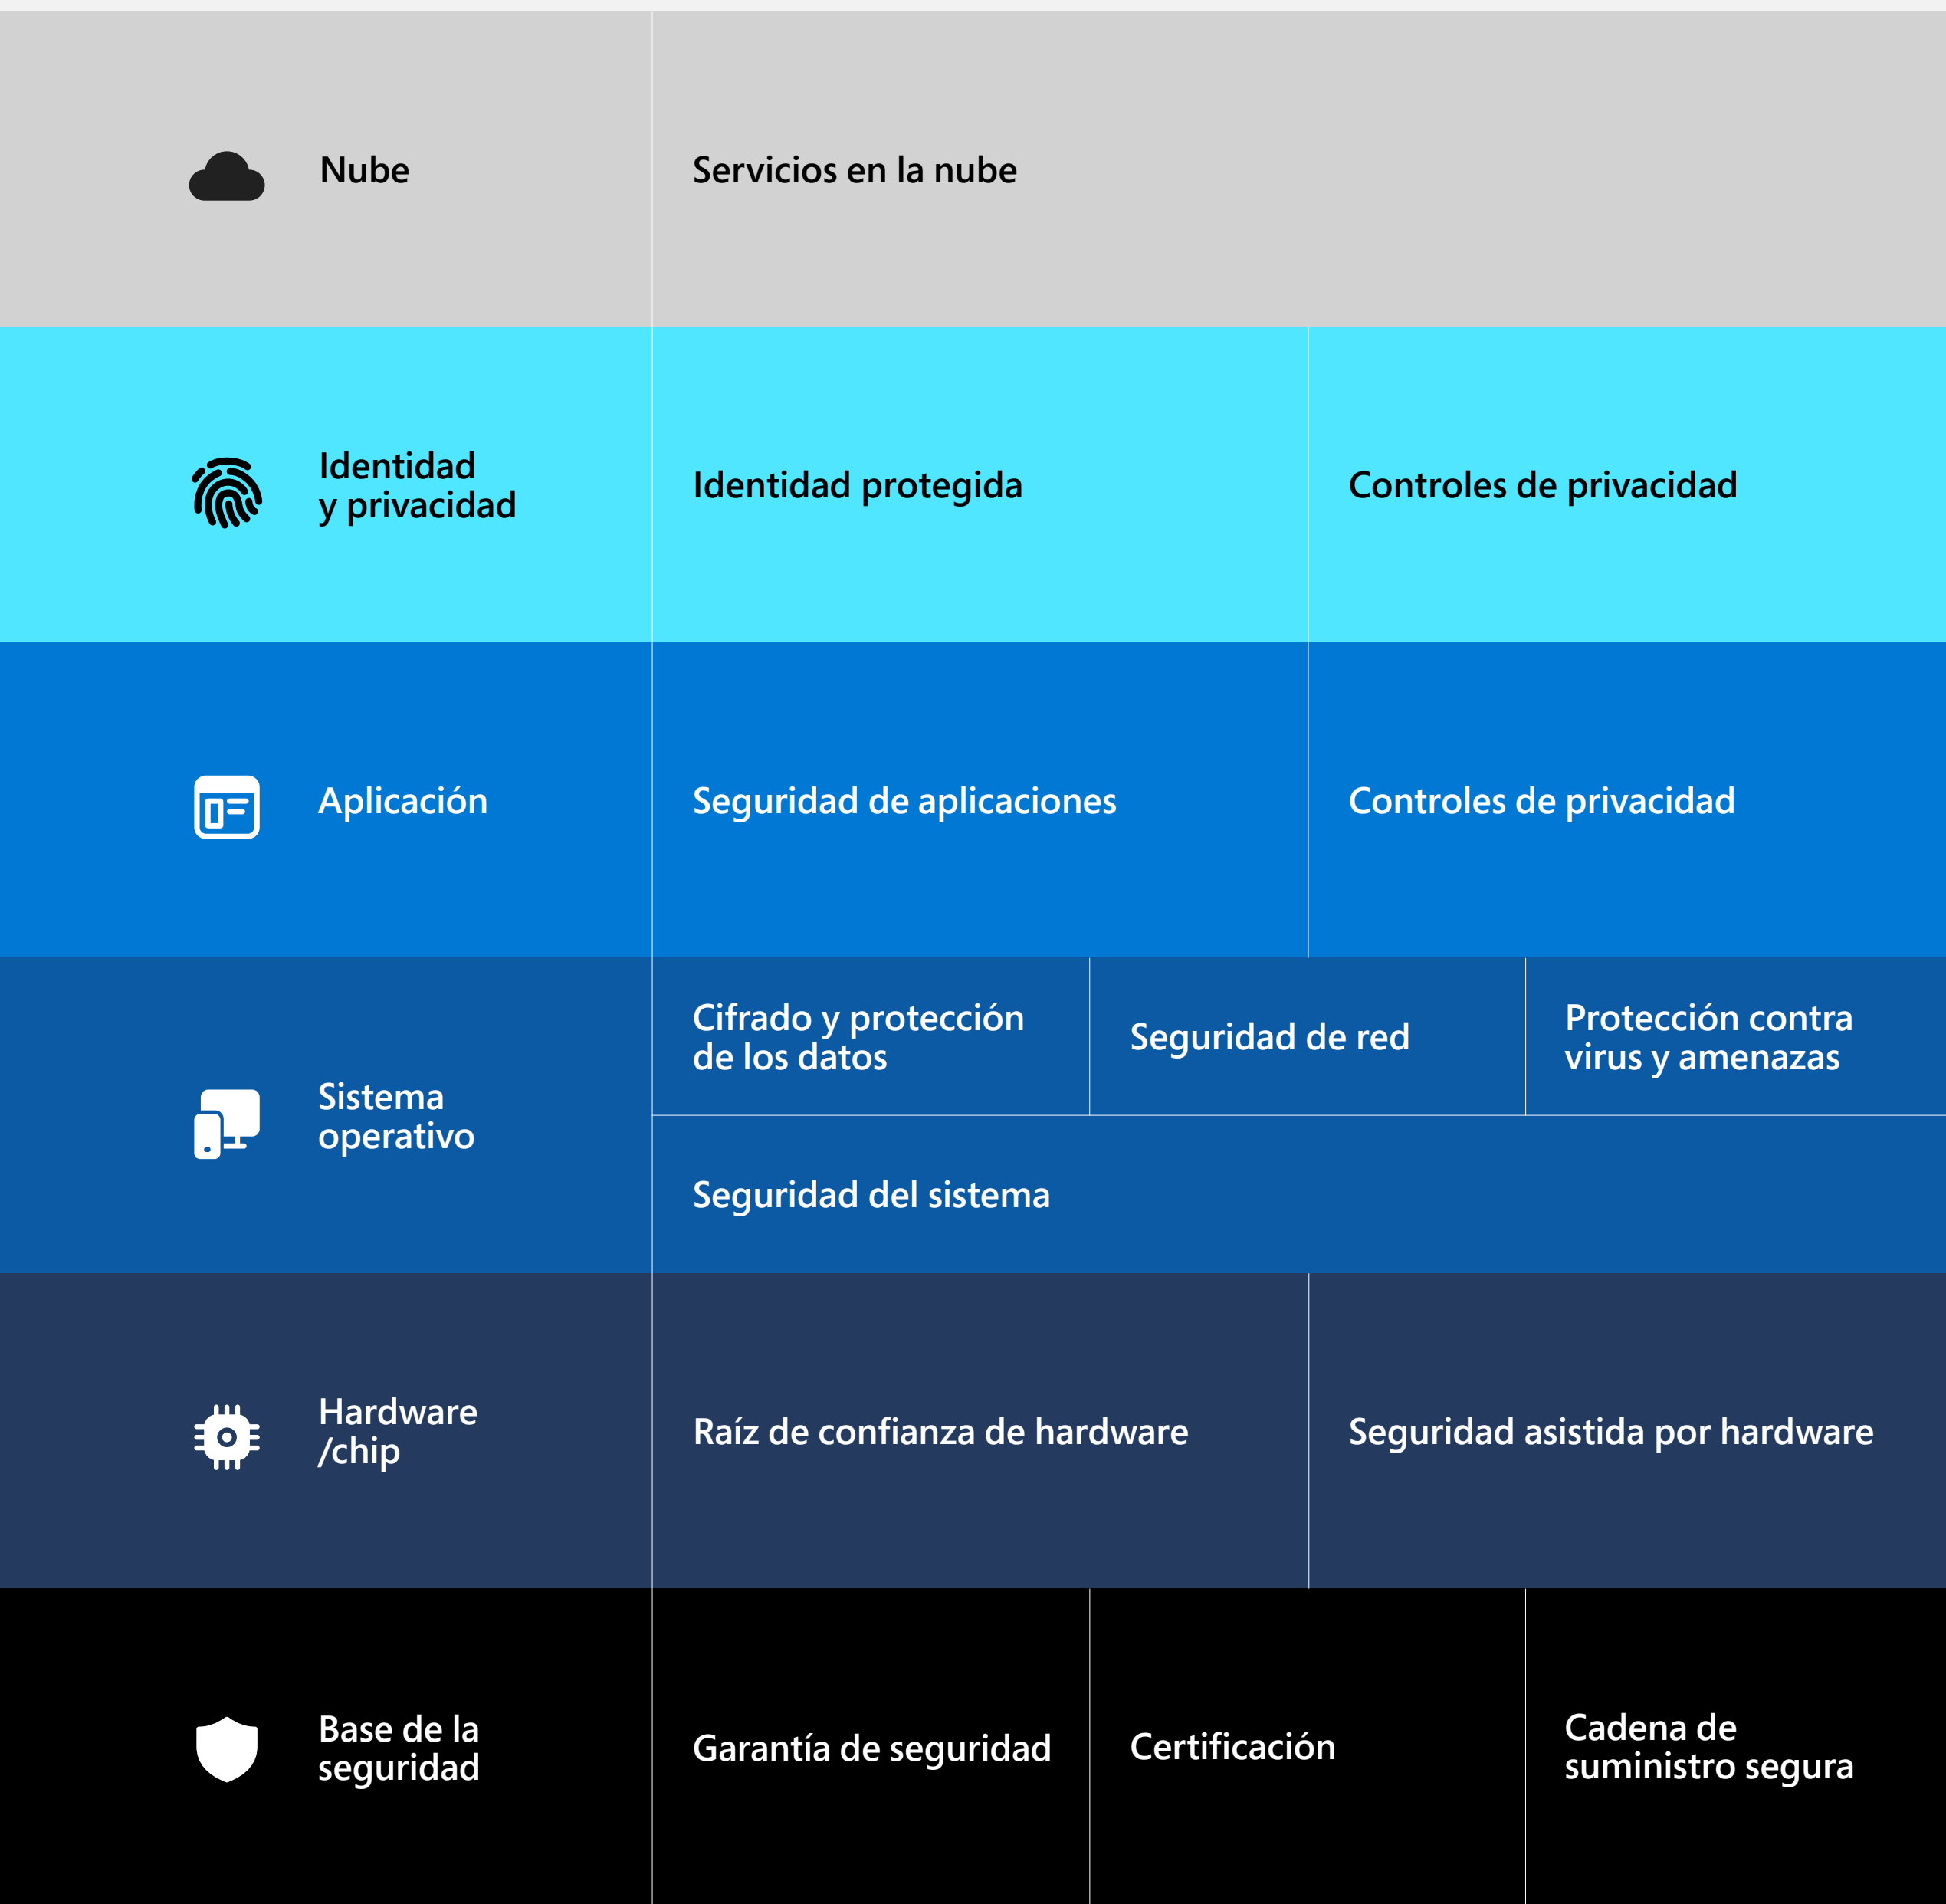 Nube
Servicios en la nube
Identidad
y privacidad
Identidad protegida
Controles de privacidad
Aplicación
Seguridad de aplicaciones
Controles de privacidad
Sistema
operativo
Cifrado y protección
de los datos
Seguridad de red
Protección contra
virus y amenazas
Seguridad del sistema
Hardware
/chip
Raíz de confianza de hardware
Seguridad asistida por hardware
Base de la
seguridad
Garantía de seguridad
Certificación
Cadena de
suministro segura